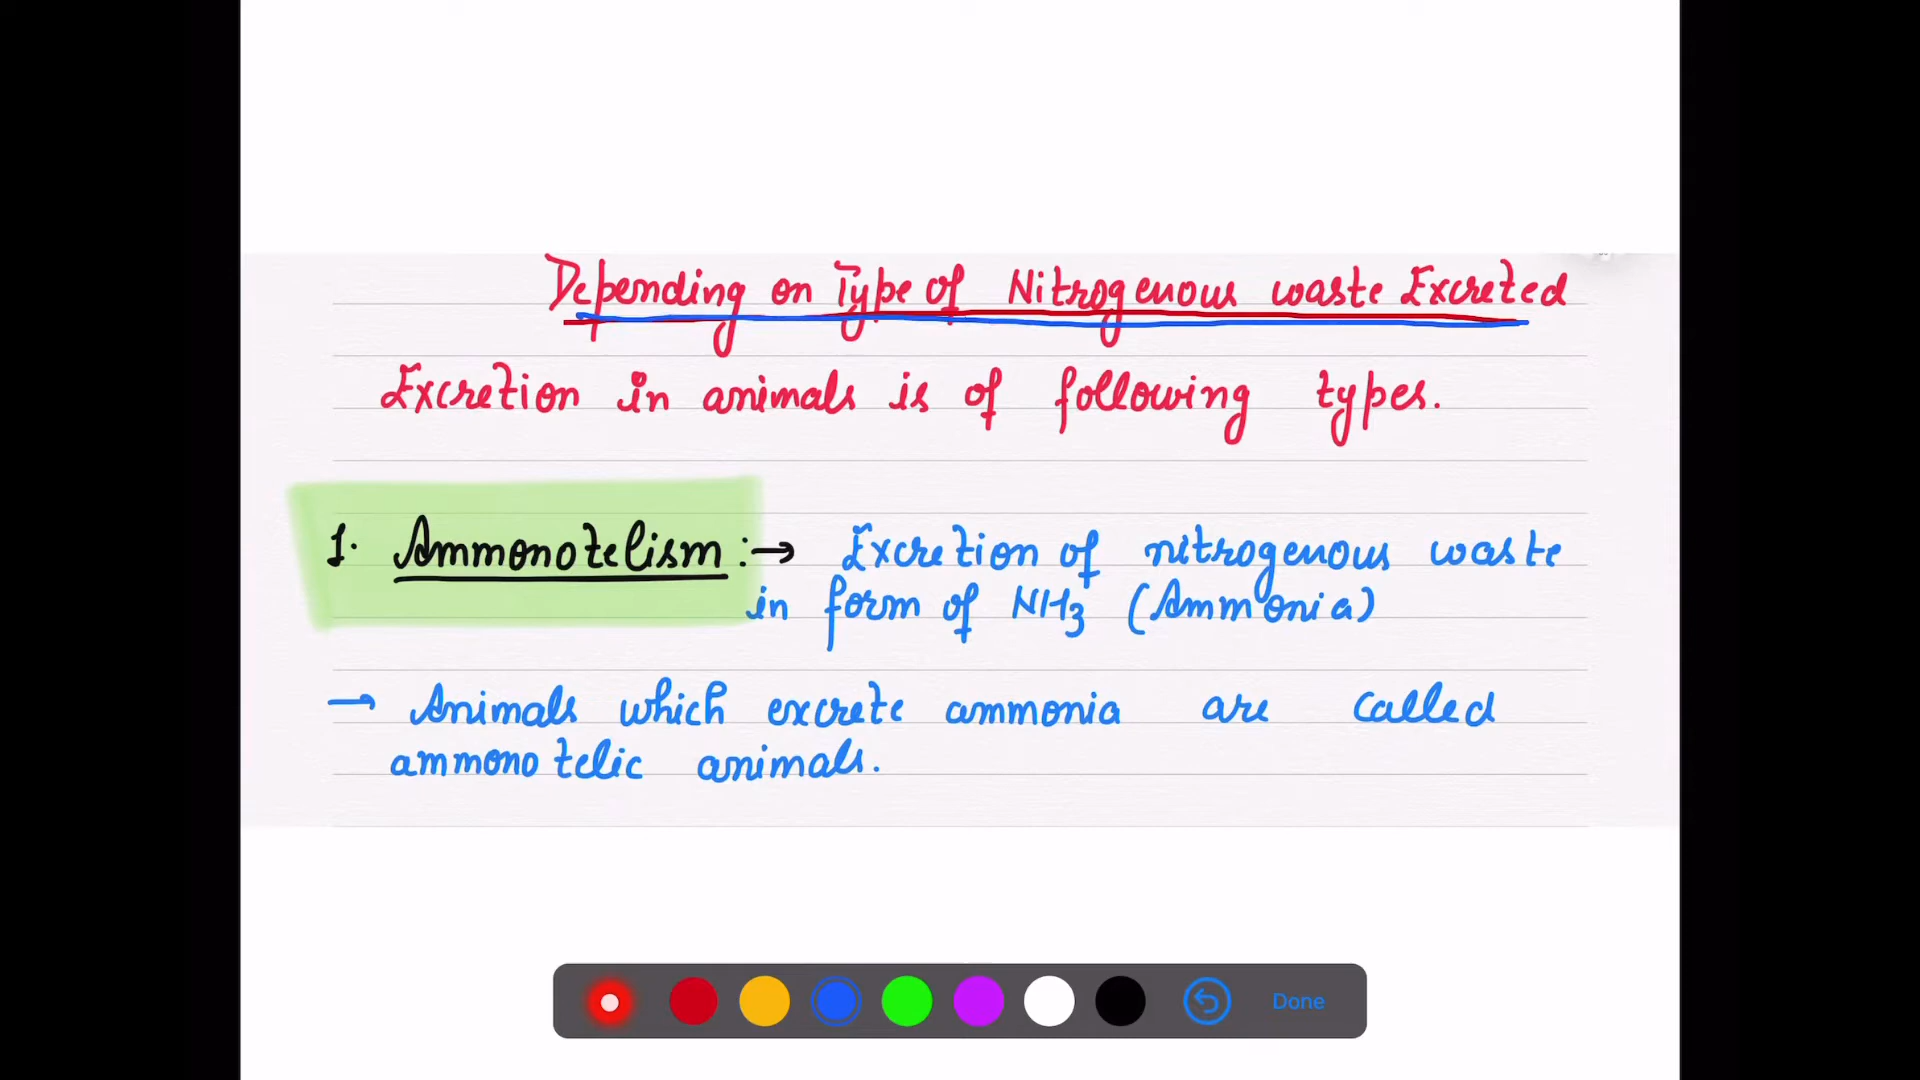 Depending on Type of Nitrogenous waste Excreted
Excretion in animals is of following types.
1. Ammonotelism :→ Excretion of nitrogenous waste
in form of NH3 (Ammonia)
→ Animals which excrete ammonia are called
ammonotelic animals.
Done